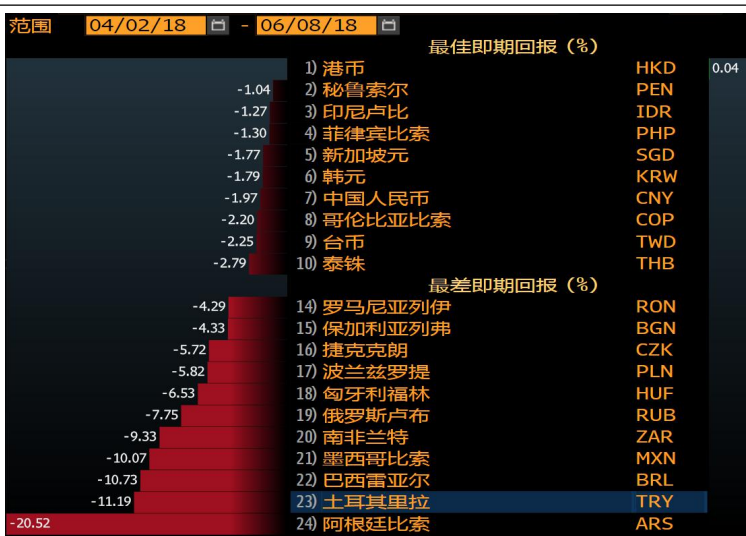 范围 04/02/18 - 06/08/18
最佳即期回报 (%)
1) 港币 HKD 0.04
-1.04 2) 秘鲁索尔 PEN
-1.27 3) 印尼卢比 IDR
-1.30 4) 菲律宾比索 PHP
-1.77 5) 新加坡元 SGD
-1.79 6) 韩元 KRW
-1.97 7) 中国人民币 CNY
-2.20 8) 哥伦比亚比索 COP
-2.25 9) 台币 TWD
-2.79 10) 泰铢 THB
最差即期回报 (%)
-4.29 14) 罗马尼亚列伊 RON
-4.33 15) 保加利亚列弗 BGN
-5.72 16) 捷克克朗 CZK
-5.82 17) 波兰兹罗提 PLN
-6.53 18) 匈牙利福林 HUF
-7.75 19) 俄罗斯卢布 RUB
-9.33 20) 南非兰特 ZAR
-10.07 21) 墨西哥比索 MXN
-10.73 22) 巴西雷亚尔 BRL
-11.19 23) 土耳其里拉 TRY
-20.52 24) 阿根廷比索 ARS